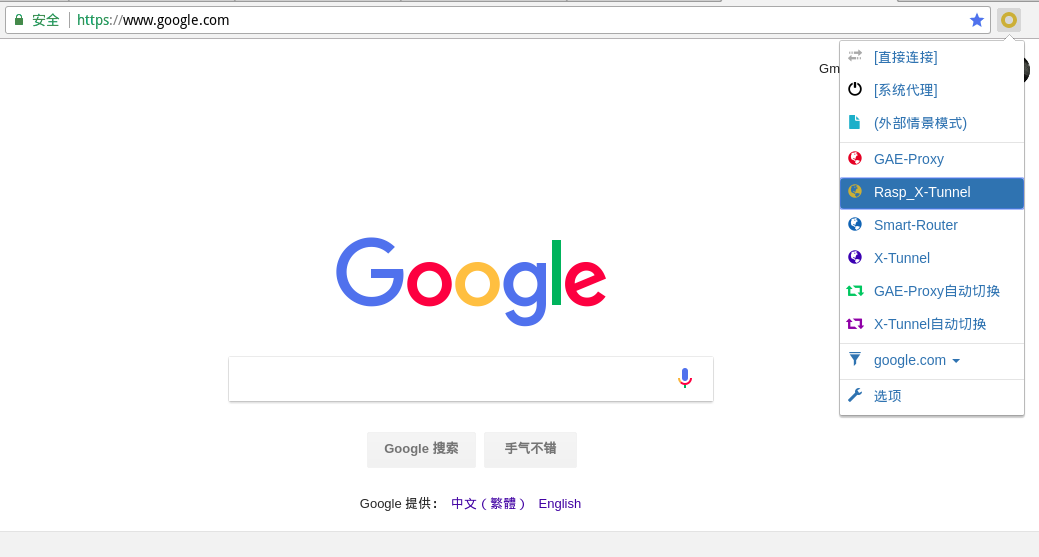 安全 https://www.google.com
Gm
[直接连接]
[系统代理]
(外部情景模式)
GAE-Proxy
Rasp_X-Tunnel
Smart-Router
X-Tunnel
GAE-Proxy自动切换
X-Tunnel自动切换
google.com
选项
Google
Google 搜索 手气不错
Google 提供： 中文（繁體） English